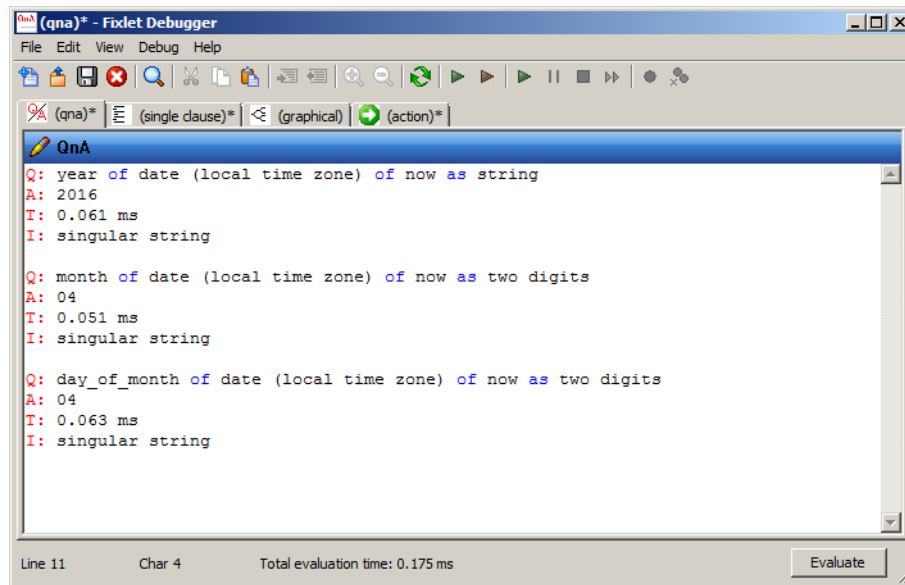 (qna)* - Fixlet Debugger
File Edit View Debug Help
(qna)* (single clause)* (graphical) (action)*
QnA
Q: year of date (local time zone) of now as string
A: 2016
T: 0.061 ms
I: singular string
Q: month of date (local time zone) of now as two digits
A: 04
T: 0.051 ms
I: singular string
Q: day_of_month of date (local time zone) of now as two digits
A: 04
T: 0.063 ms
I: singular string
Line 11 Char 4 Total evaluation time: 0.175 ms Evaluate